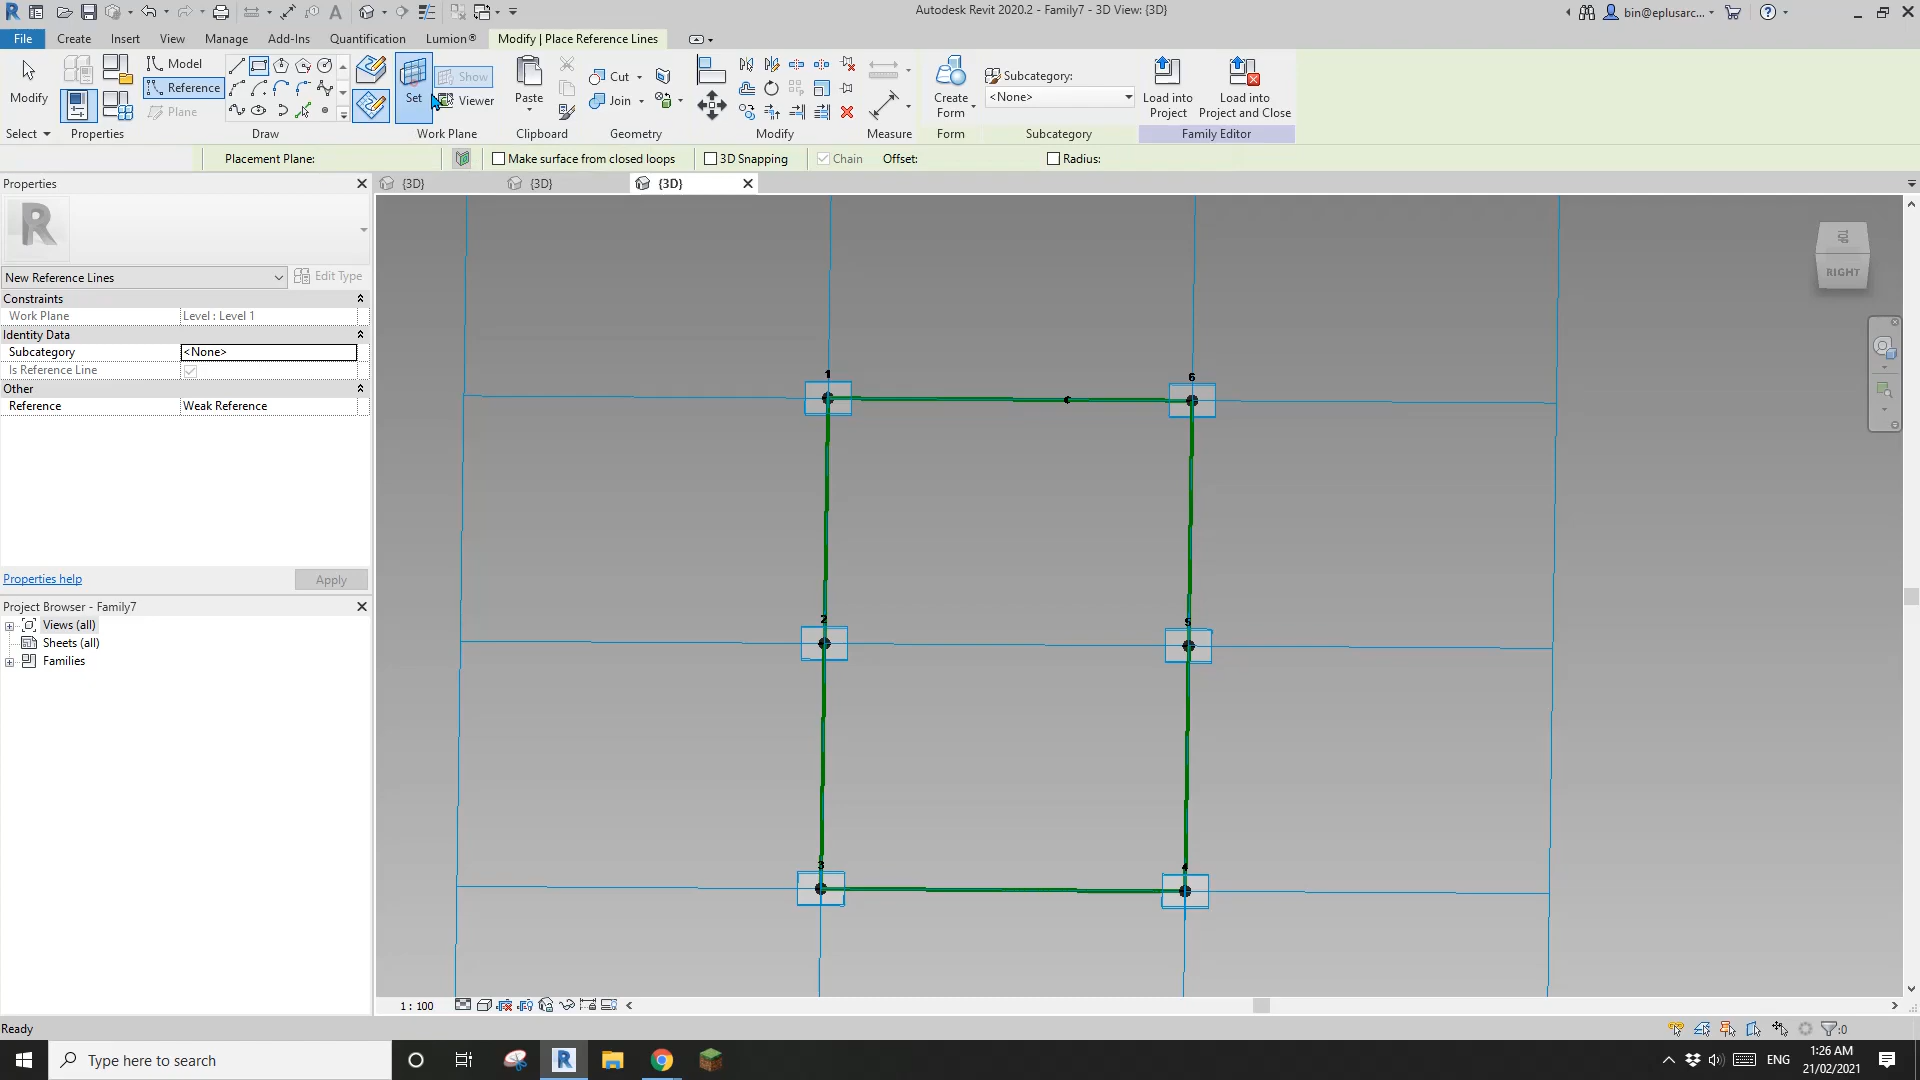 Autodesk Revit 2020.2 - Family7 - 3D View: {3D}
bin@eplusarc...
File Create Insert View Manage Add-Ins Quantification Lumion® Modify | Place Reference Lines
Modify
Select
Properties
Model
Reference
Plane
Draw
Set
Show
Viewer
Work Plane
Paste
Clipboard
Cut
Join
Geometry
Modify
Measure
Create
Form
Form
Subcategory:
<None>
Subcategory
Load into
Project
Load into
Project and Close
Family Editor
Placement Plane: Make surface from closed loops 3D Snapping Chain Offset: Radius:
Properties
{3D} {3D} {3D}
R
New Reference Lines Edit Type
Constraints
Work Plane Level : Level 1
Identity Data
Subcategory <None>
Is Reference Line
Other
Reference Weak Reference
Properties help Apply
Project Browser - Family7
Views (all)
Sheets (all)
Families
TOP
RIGHT
1
6
2
5
3
4
1 : 100
Ready
:0
Type here to search
ENG
1:26 AM
21/02/2021